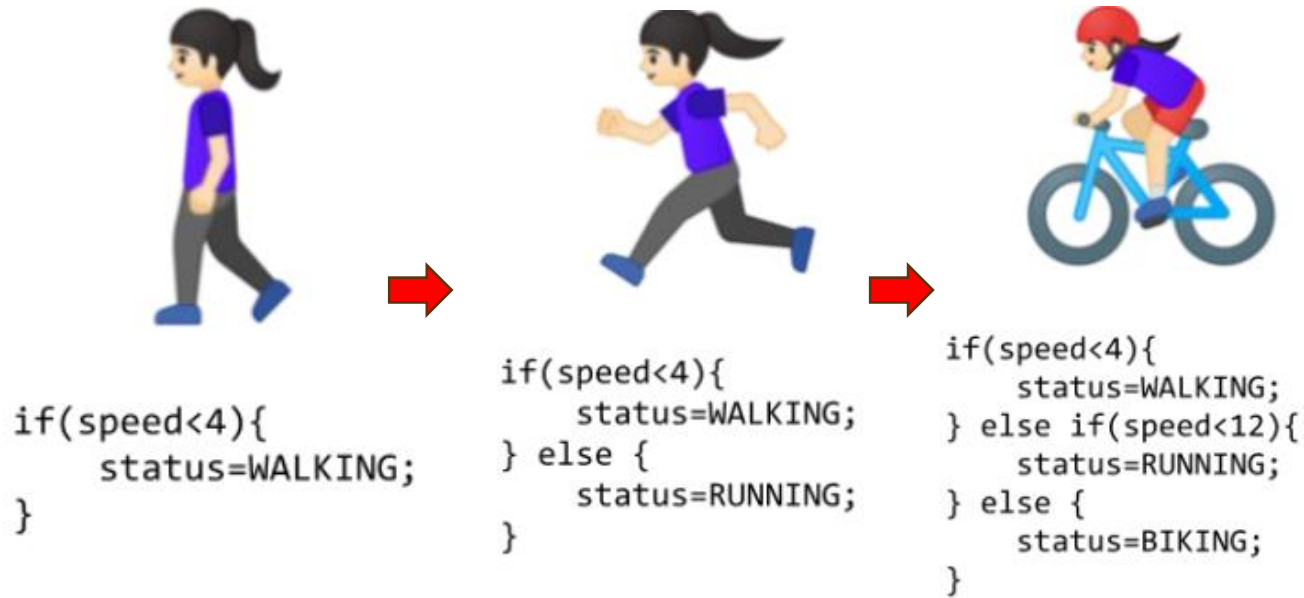 if(speed<4){
    status=WALKING;
}
if(speed<4){
    status=WALKING;
} else {
    status=RUNNING;
}
if(speed<4){
    status=WALKING;
} else if(speed<12){
    status=RUNNING;
} else {
    status=BIKING;
}